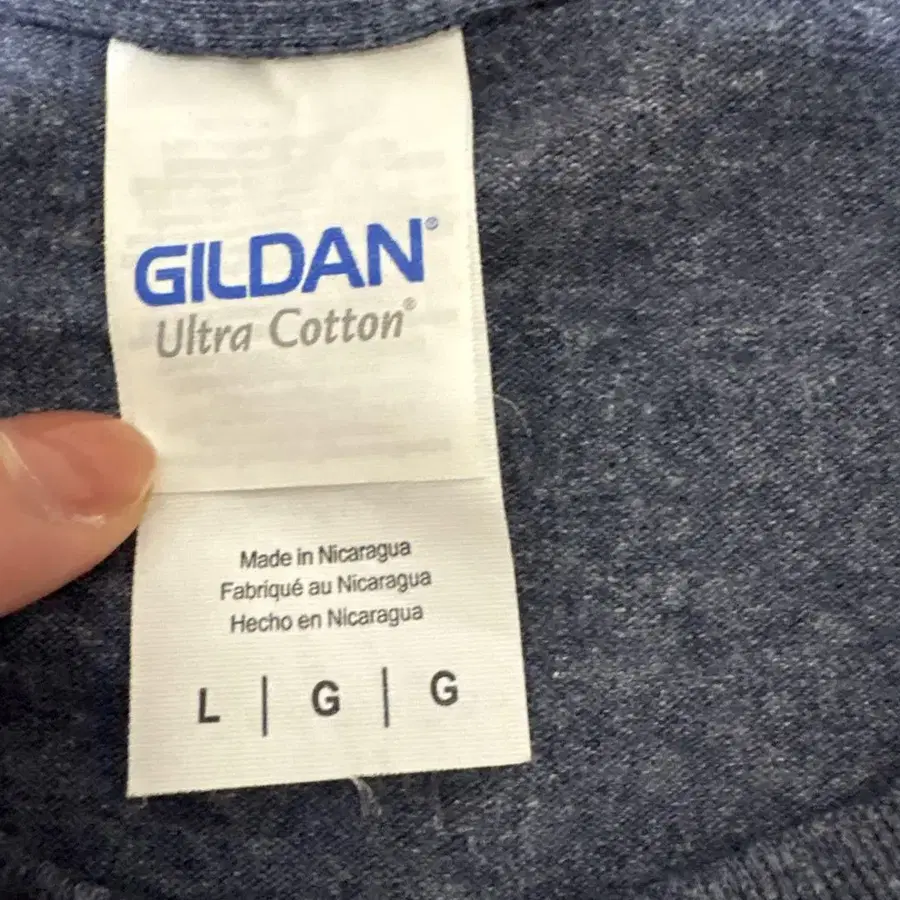 GILDAN®
Ultra Cotton®
Made in Nicaragua
Fabriqué au Nicaragua
Hecho en Nicaragua
L | G | G